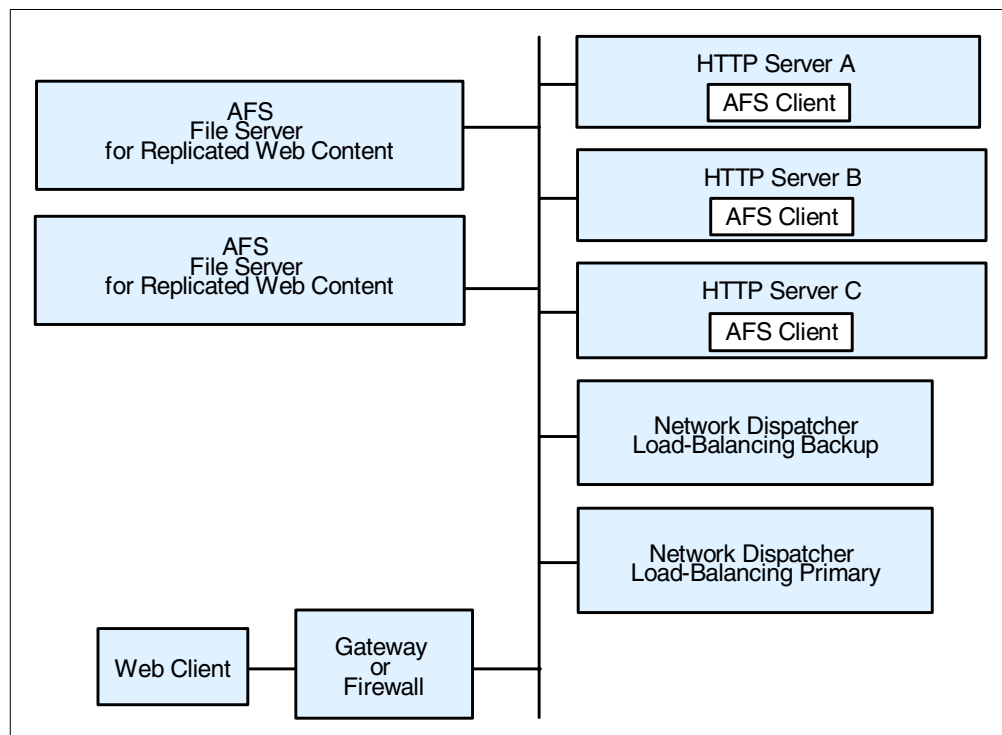 AFS
File Server
for Replicated Web Content
AFS
File Server
for Replicated Web Content
HTTP Server A
AFS Client
HTTP Server B
AFS Client
HTTP Server C
AFS Client
Network Dispatcher
Load-Balancing Backup
Network Dispatcher
Load-Balancing Primary
Web Client
Gateway
or
Firewall